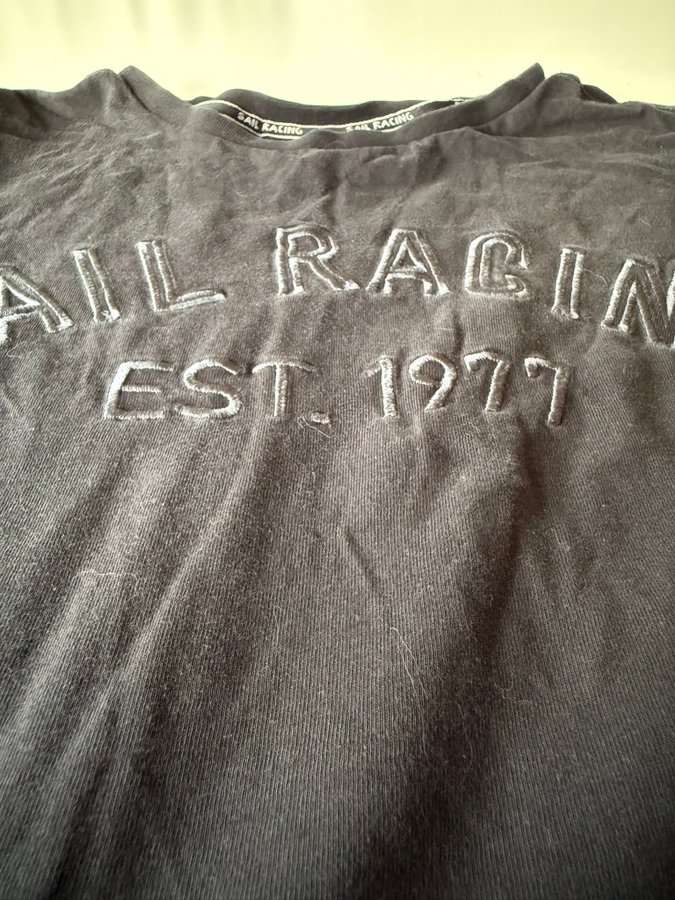 SAIL RACING SAIL RACING
AIL RACIN
EST. 1977